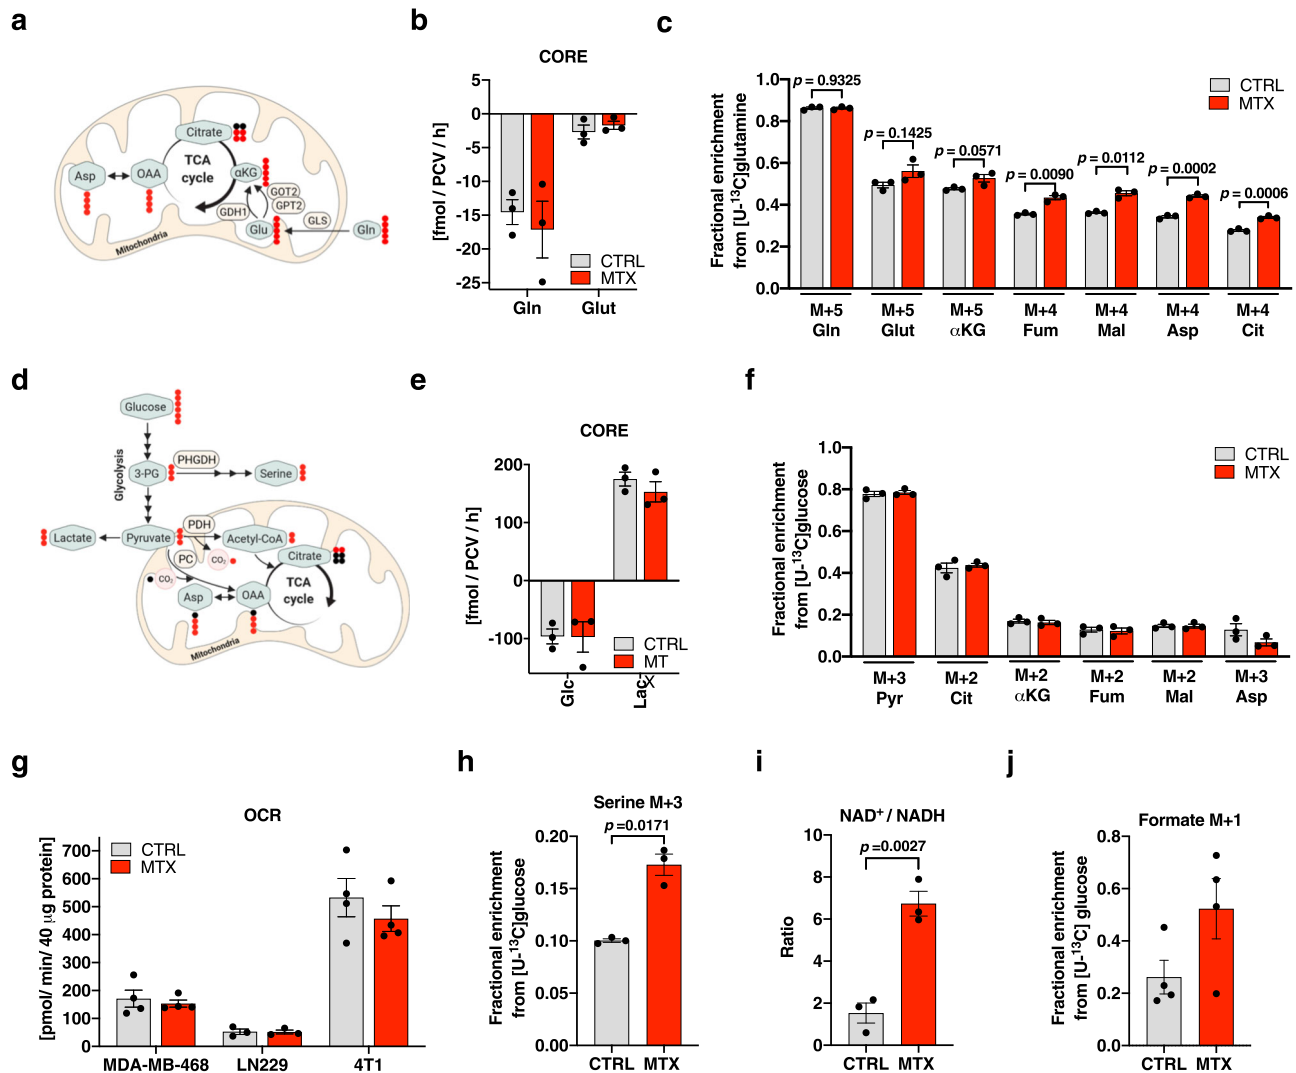 a
Citrate
TCA
cycle
Asp
OAA
αKG
GOT2
GPT2
GDH1
GLS
Glu
Gln
Mitochondria
b
CORE
[fmol / PCV / h]
5
0
-5
-10
-15
-20
-25
CTRL
MTX
Gln
Glut
c
Fractional enrichment
from [U-¹³C]glutamine
1.0
0.8
0.6
0.4
0.2
0.0
p = 0.9325
p = 0.1425
p = 0.0571
p = 0.0090
p = 0.0112
p = 0.0002
p = 0.0006
CTRL
MTX
M+5 M+5 M+5 M+4 M+4 M+4 M+4
Gln Glut αKG Fum Mal Asp Cit
d
Glucose
Glycolysis
3-PG
PHGDH
Serine
Lactate
Pyruvate
PDH
Acetyl-CoA
PC
CO₂
Citrate
CO₂
TCA
cycle
Asp
OAA
Mitochondria
e
CORE
[fmol / PCV / h]
200
100
0
-100
CTRL
MT
X
Glc
Lac
f
Fractional enrichment
from [U-¹³C]glucose
1.0
0.8
0.6
0.4
0.2
0.0
CTRL
MTX
M+3 M+2 M+2 M+2 M+2 M+3
Pyr Cit αKG Fum Mal Asp
g
OCR
[pmol/ min/ 40 µg protein]
700
600
500
400
300
200
100
0
CTRL
MTX
MDA-MB-468 LN229 4T1
h
Serine M+3
p =0.0171
Fractional enrichment
from [U-¹³C]glucose
0.20
0.15
0.10
0.05
0.00
CTRL MTX
i
NAD⁺ / NADH
p =0.0027
Ratio
10
8
6
4
2
0
CTRL MTX
j
Formate M+1
Fractional enrichment
from [U-¹³C] glucose
0.8
0.6
0.4
0.2
0.0
CTRL MTX